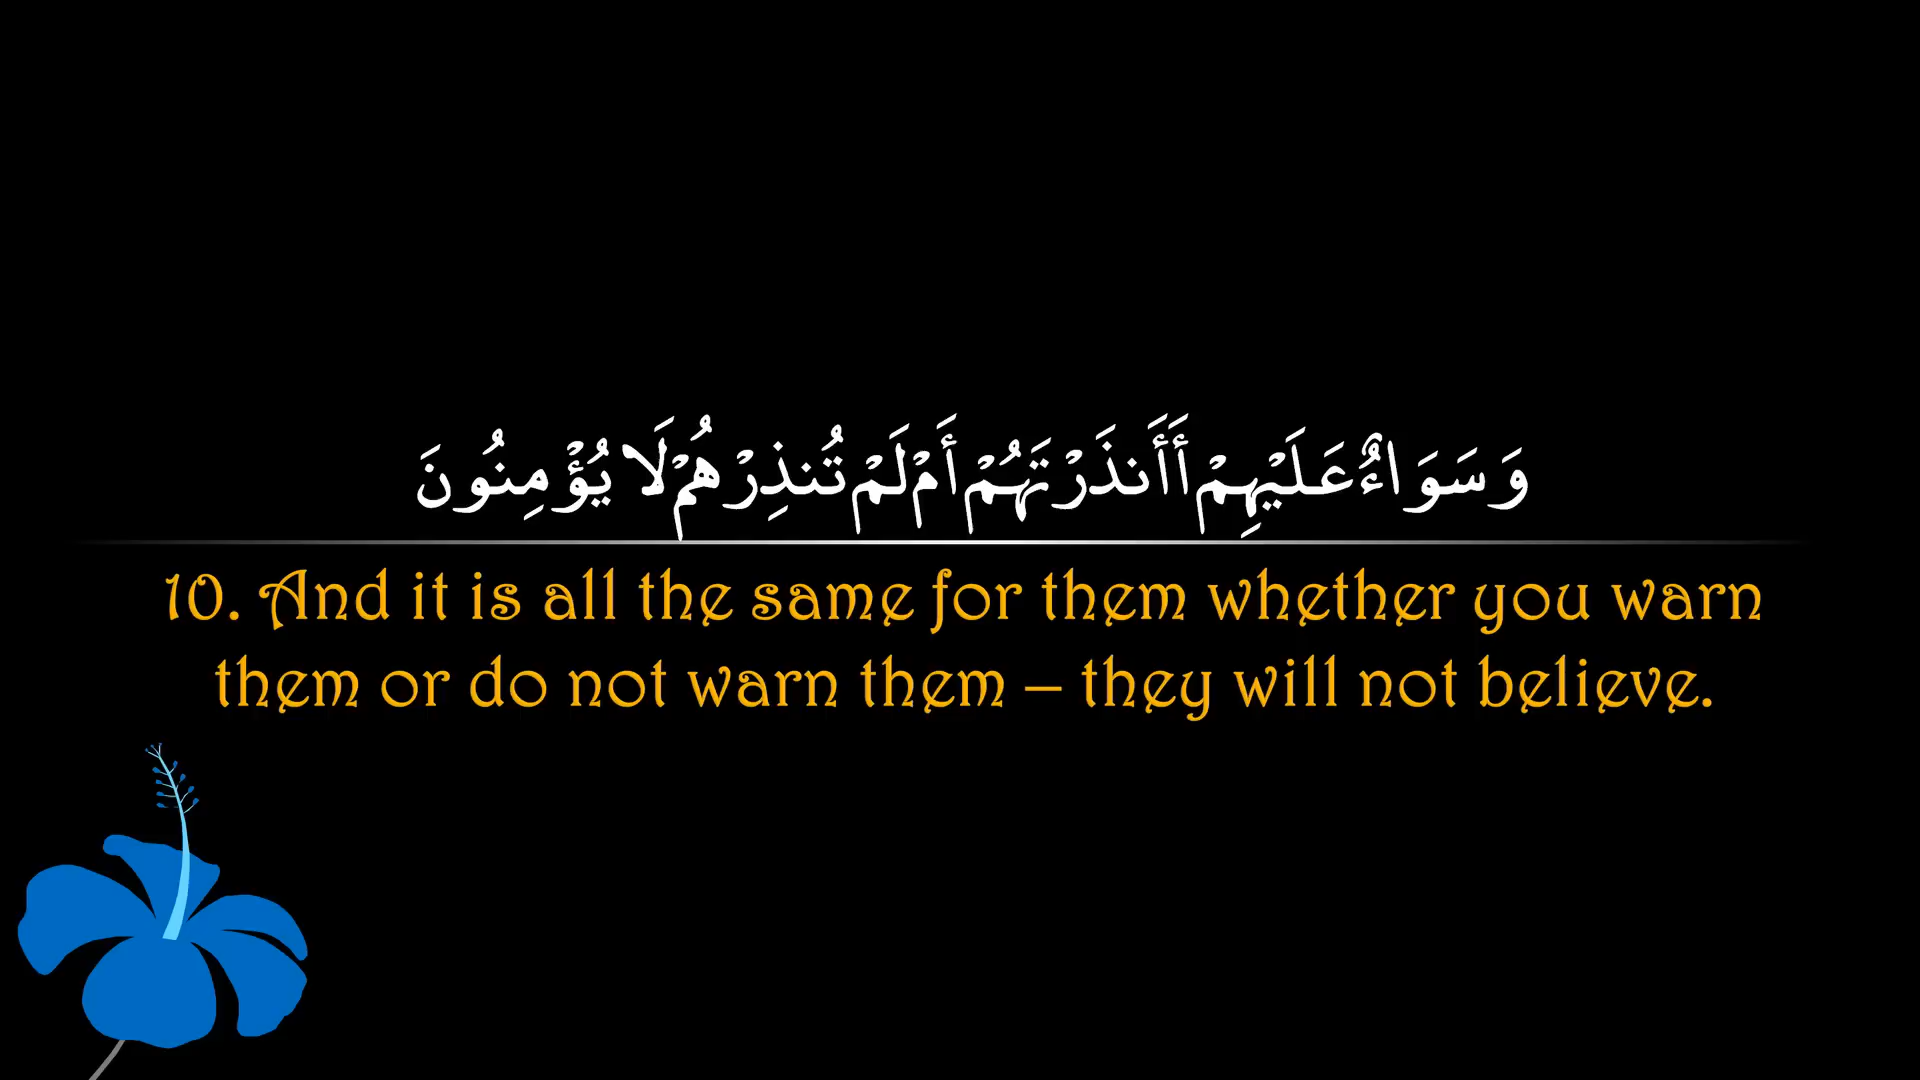 وَسَوَاءٌ عَلَيْهِمْ أَأَنذَرْتَهُمْ أَمْ لَمْ تُنذِرْهُمْ لَا يُؤْمِنُونَ
10. And it is all the same for them whether you warn
them or do not warn them – they will not believe.